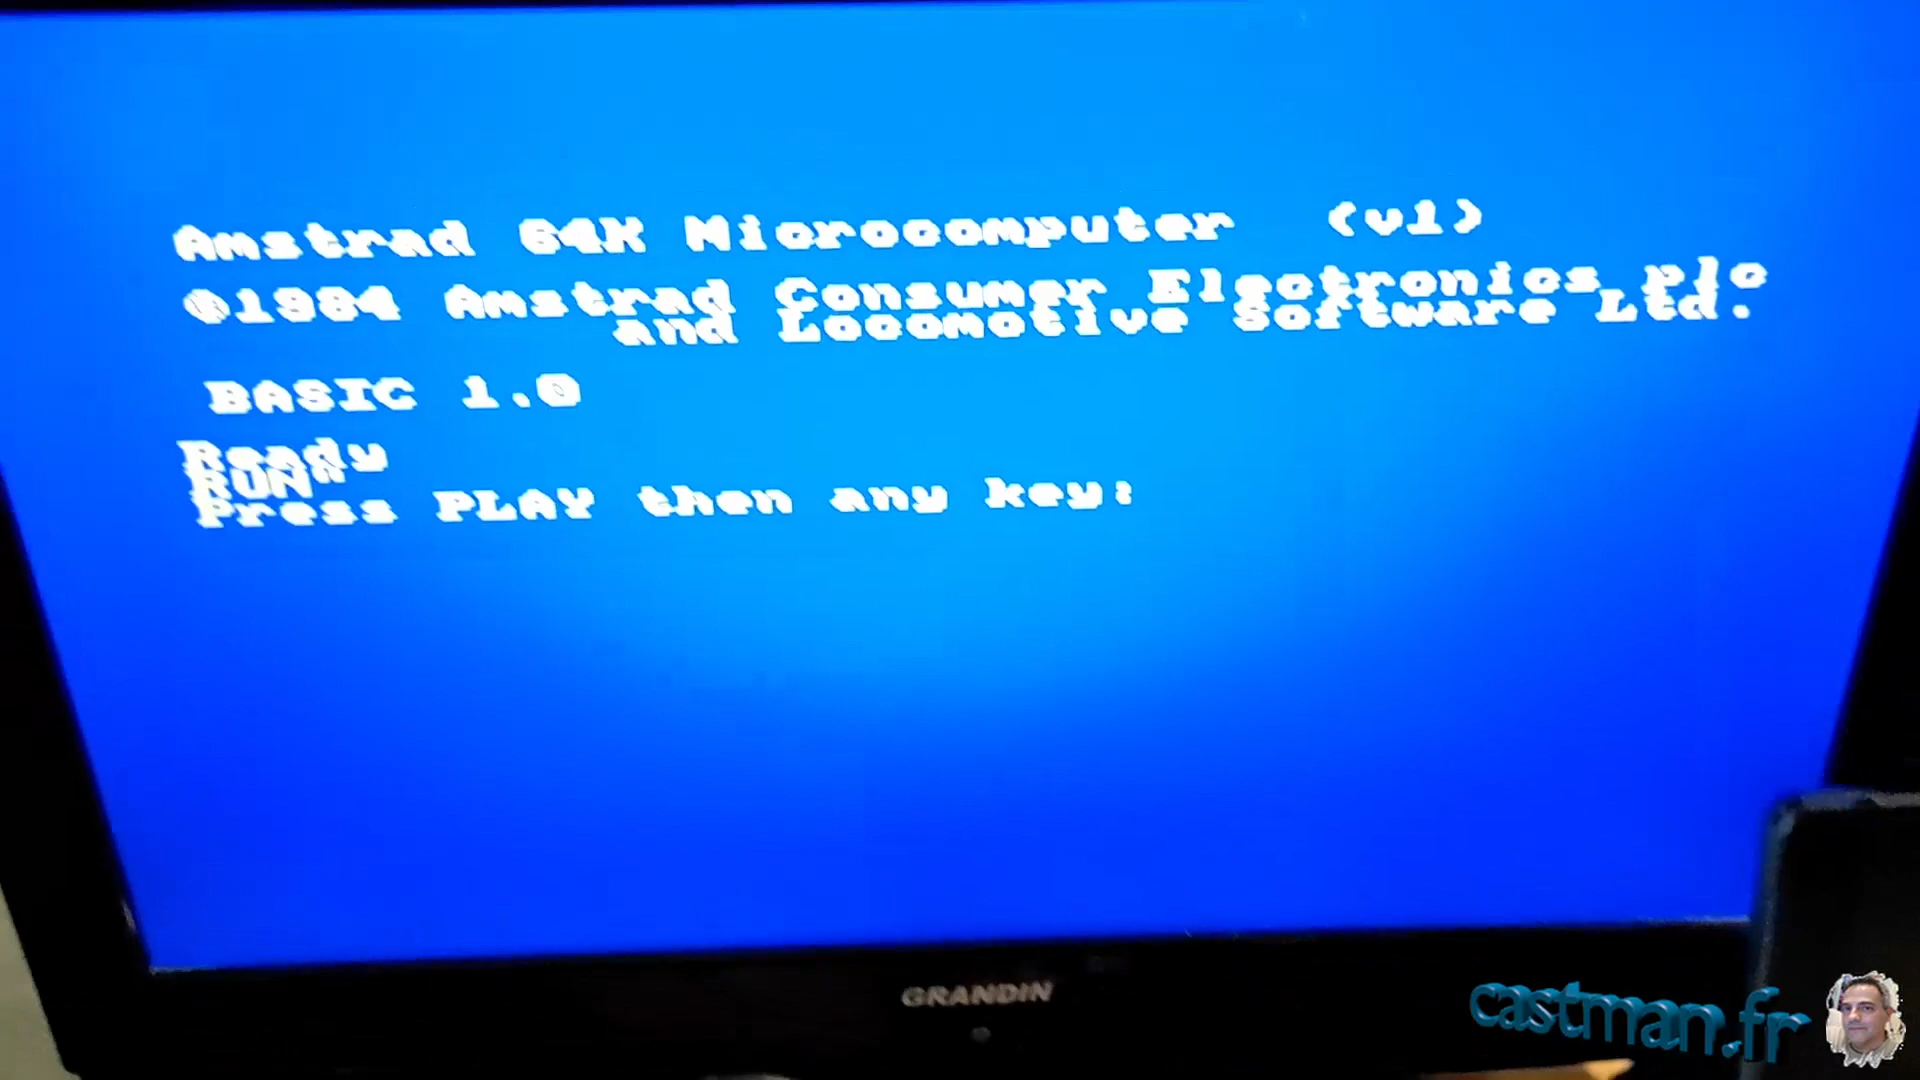 Amstrad 64K Microcomputer (v1)
©1984 Amstrad Consumer Electronics plc
and Locomotive Software Ltd.
BASIC 1.0
Ready
RUN"
Press PLAY then any key:
GRANDIN
castman.fr